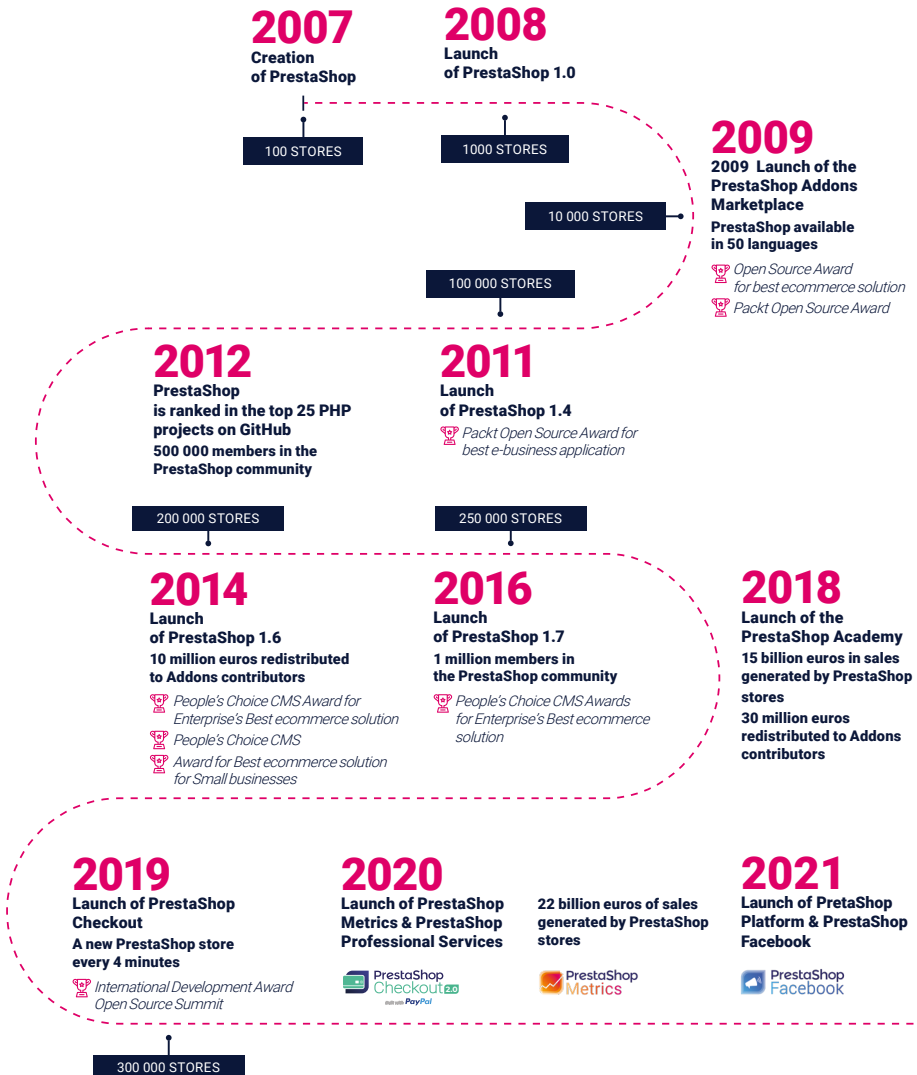 2007
Creation
of PrestaShop
100 STORES
2008
Launch
of PrestaShop 1.0
1000 STORES
2009
2009 Launch of the
PrestaShop Addons
Marketplace
PrestaShop available
in 50 languages
Open Source Award
for best ecommerce solution
Packt Open Source Award
10 000 STORES
100 000 STORES
2011
Launch
of PrestaShop 1.4
Packt Open Source Award for
best e-business application
2012
PrestaShop
is ranked in the top 25 PHP
projects on GitHub
500 000 members in the
PrestaShop community
200 000 STORES
2014
Launch
of PrestaShop 1.6
10 million euros redistributed
to Addons contributors
People's Choice CMS Award for
Enterprise's Best ecommerce solution
People's Choice CMS
Award for Best ecommerce solution
for Small businesses
250 000 STORES
2016
Launch
of PrestaShop 1.7
1 million members in
the PrestaShop community
People's Choice CMS Awards
for Enterprise's Best ecommerce
solution
2018
Launch of the
PrestaShop Academy
15 billion euros in sales
generated by PrestaShop
stores
30 million euros
redistributed to Addons
contributors
2019
Launch of PrestaShop
Checkout
A new PrestaShop store
every 4 minutes
International Development Award
Open Source Summit
300 000 STORES
2020
Launch of PrestaShop
Metrics & PrestaShop
Professional Services
PrestaShop
Checkout 2.0
built with PayPal
22 billion euros of sales
generated by PrestaShop
stores
PrestaShop
Metrics
2021
Launch of PretaShop
Platform & PrestaShop
Facebook
PrestaShop
Facebook